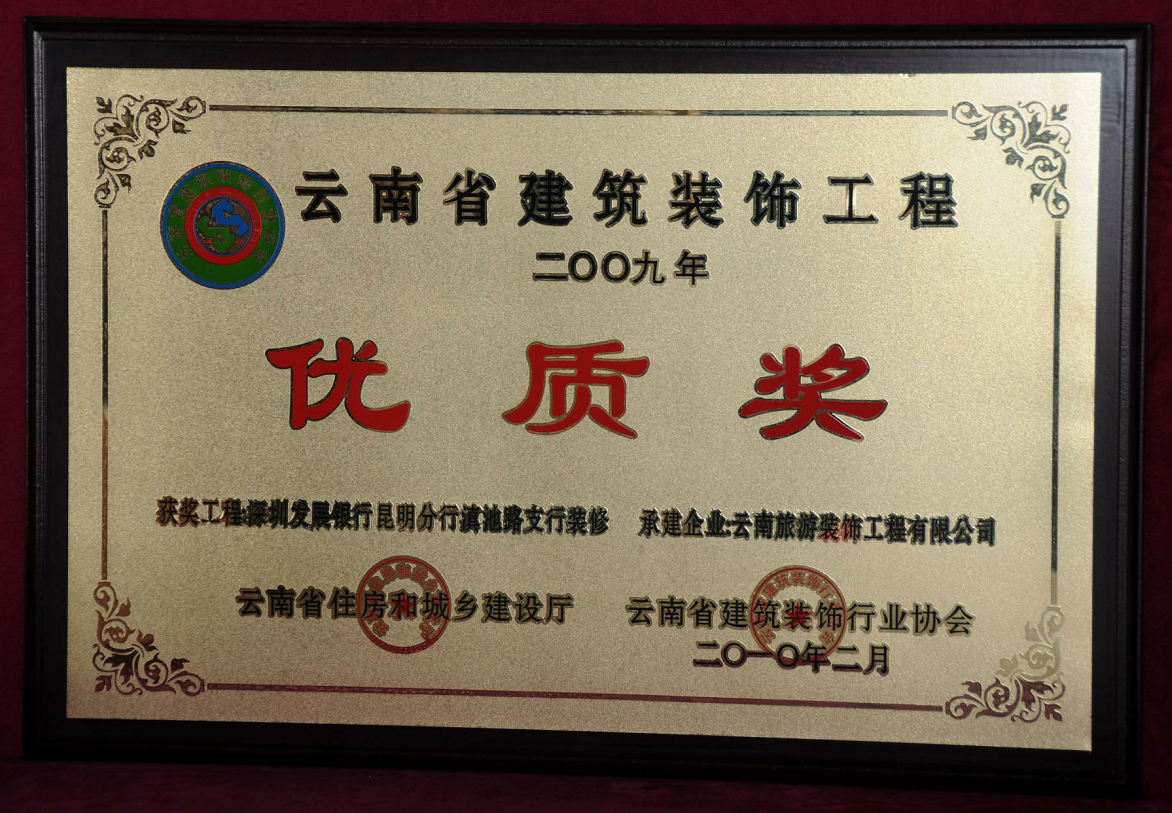 云南省建筑装饰工程
二〇〇九年
优质奖
获奖工程:深圳发展银行昆明分行滇池路支行装修 承建企业:云南旅游装饰工程有限公司
云南省住房和城乡建设厅 云南省建筑装饰行业协会
二〇一〇年二月